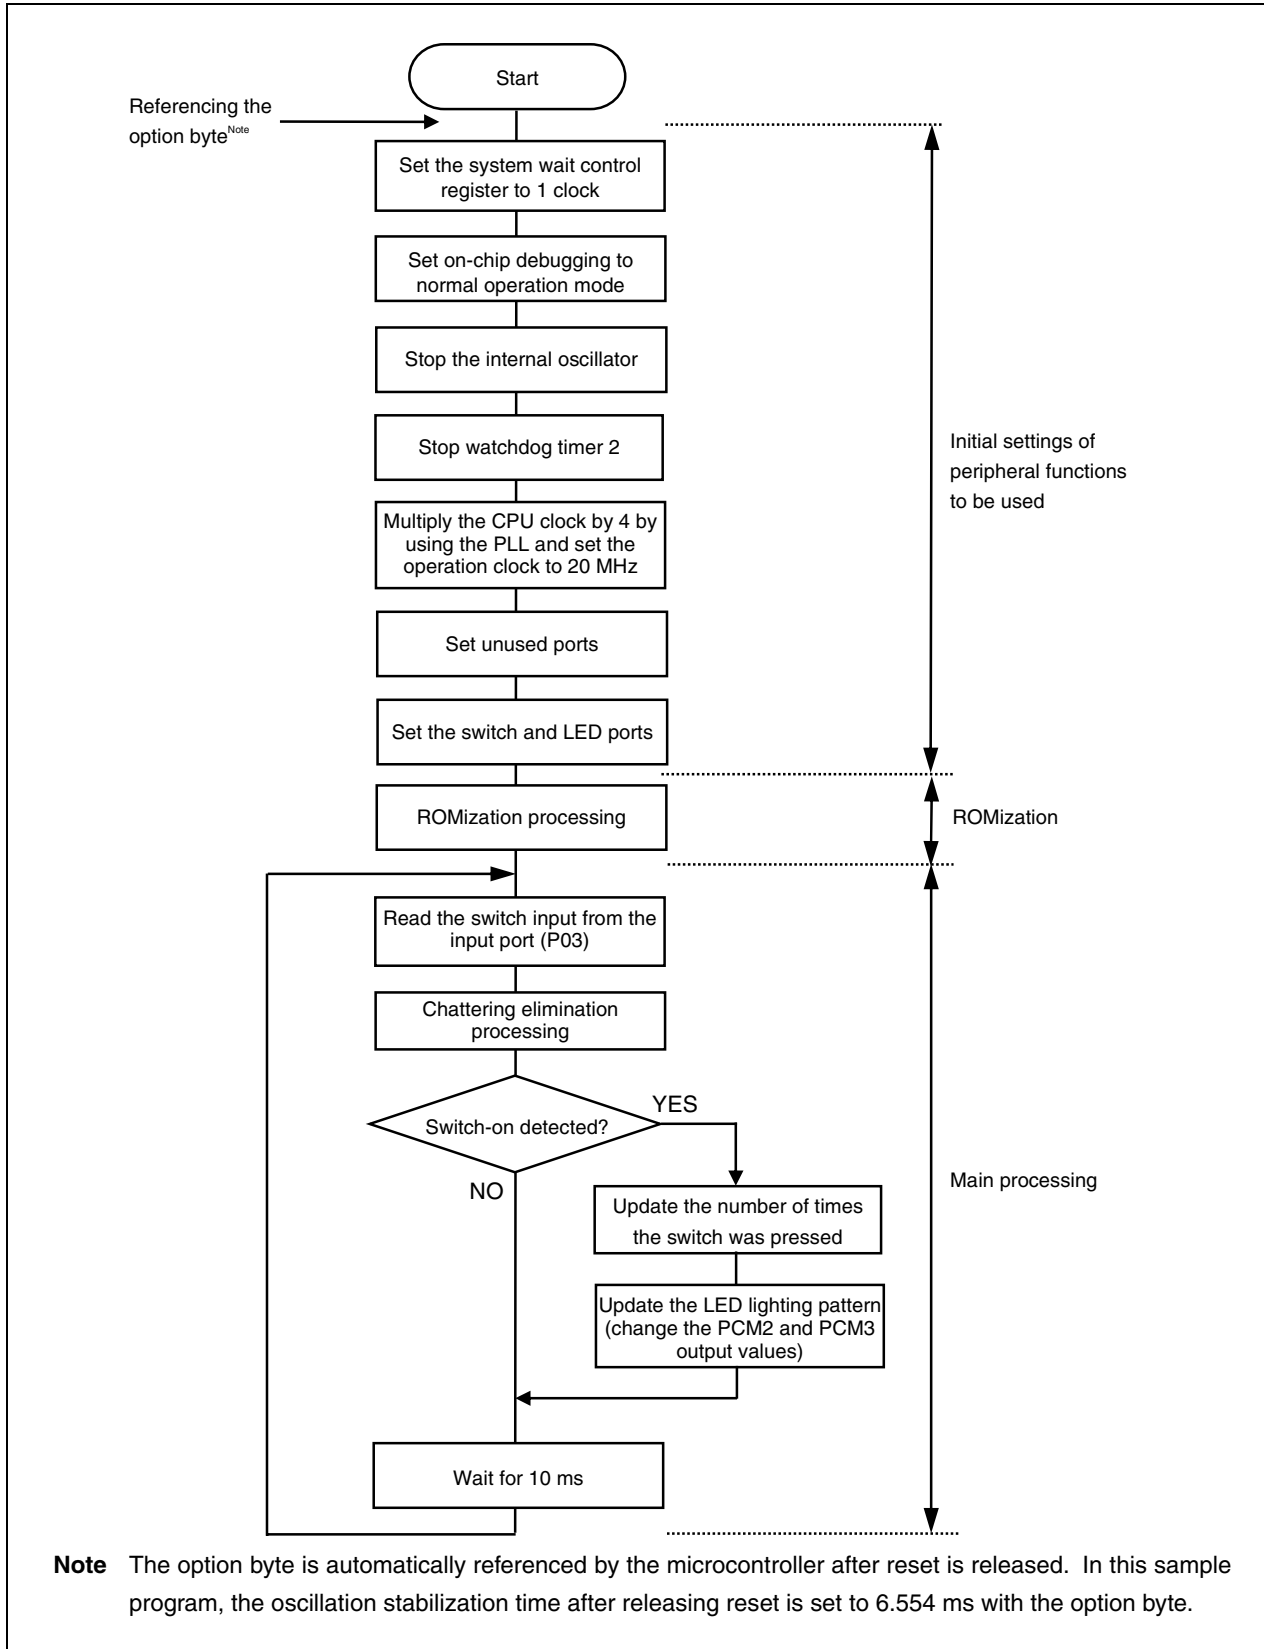 Start
Referencing the
option byteNote
Set the system wait control
register to 1 clock
Set on-chip debugging to
normal operation mode
Stop the internal oscillator
Stop watchdog timer 2
Multiply the CPU clock by 4 by
using the PLL and set the
operation clock to 20 MHz
Set unused ports
Set the switch and LED ports
Initial settings of
peripheral functions
to be used
ROMization processing
ROMization
Read the switch input from the
input port (P03)
Chattering elimination
processing
Switch-on detected?
YES
NO
Update the number of times
the switch was pressed
Update the LED lighting pattern
(change the PCM2 and PCM3
output values)
Main processing
Wait for 10 ms
Note The option byte is automatically referenced by the microcontroller after reset is released. In this sample
program, the oscillation stabilization time after releasing reset is set to 6.554 ms with the option byte.